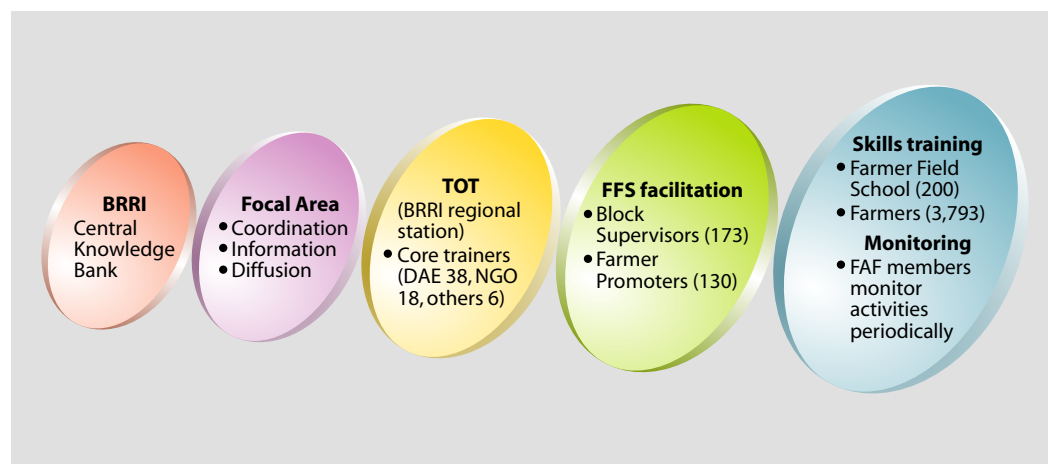 BRRI
Central
Knowledge
Bank
Focal Area
• Coordination
• Information
• Diffusion
TOT
(BRRI regional
station)
• Core trainers
(DAE 38, NGO
18, others 6)
FFS facilitation
• Block
Supervisors (173)
• Farmer
Promoters (130)
Skills training
• Farmer Field
School (200)
• Farmers (3,793)
Monitoring
• FAF members
monitor
activities
periodically